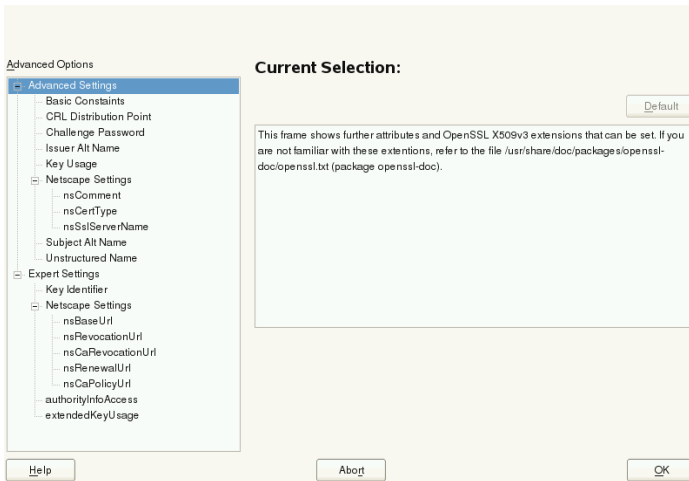 Advanced Options
Advanced Settings
Basic Constaints
CRL Distribution Point
Challenge Password
Issuer Alt Name
Key Usage
Netscape Settings
nsComment
nsCertType
nsSslServerName
Subject Alt Name
Unstructured Name
Expert Settings
Key Identifier
Netscape Settings
nsBaseUrl
nsRevocationUrl
nsCaRevocationUrl
nsRenewalUrl
nsCaPolicyUrl
authorityInfoAccess
extendedKeyUsage
Current Selection:
Default
This frame shows further attributes and OpenSSL X509v3 extensions that can be set. If you
are not familiar with these extentions, refer to the file /usr/share/doc/packages/openssl-
doc/openssl.txt (package openssl-doc).
Help
Abort
OK